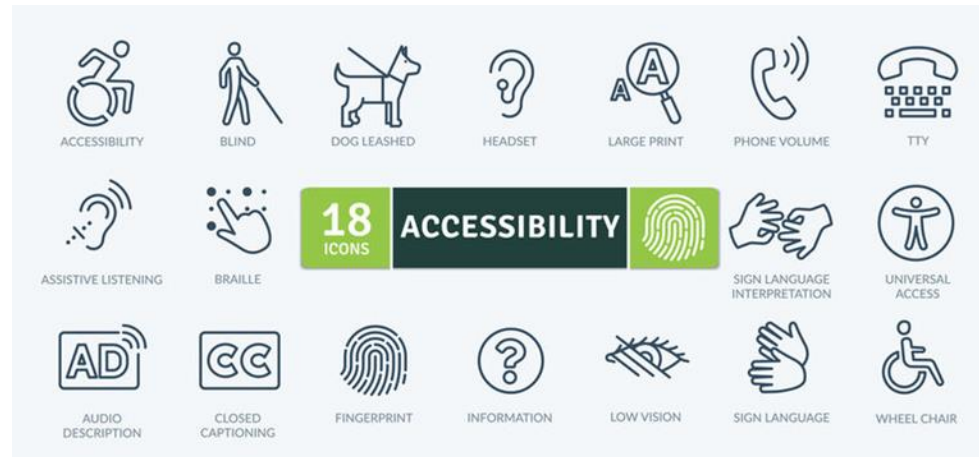 A A
ACCESSIBILITY
BLIND
DOG LEASHED
HEADSET
LARGE PRINT
PHONE VOLUME
TTY
ASSISTIVE LISTENING
BRAILLE
18
ICONS
ACCESSIBILITY
SIGN LANGUAGE
INTERPRETATION
UNIVERSAL
ACCESS
AD
CC
AUDIO
DESCRIPTION
CLOSED
CAPTIONING
FINGERPRINT
?
INFORMATION
LOW VISION
SIGN LANGUAGE
WHEEL CHAIR